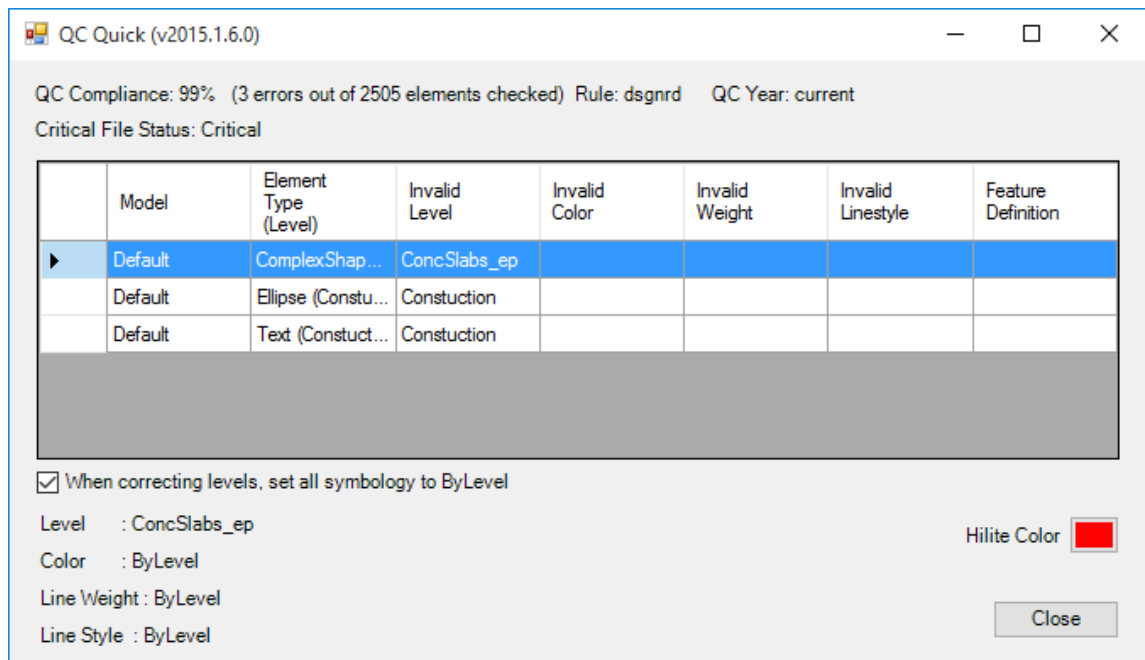 QC Quick (v2015.1.6.0)
QC Compliance: 99% (3 errors out of 2505 elements checked) Rule: dsgnrd QC Year: current
Critical File Status: Critical
Model Element Type (Level) Invalid Level Invalid Color Invalid Weight Invalid Linestyle Feature Definition
Default ComplexShap... ConcSlabs_ep
Default Ellipse (Constu... Constuction
Default Text (Constuct... Constuction
When correcting levels, set all symbology to ByLevel
Level : ConcSlabs_ep
Hilite Color
Color : ByLevel
Line Weight : ByLevel
Close
Line Style : ByLevel